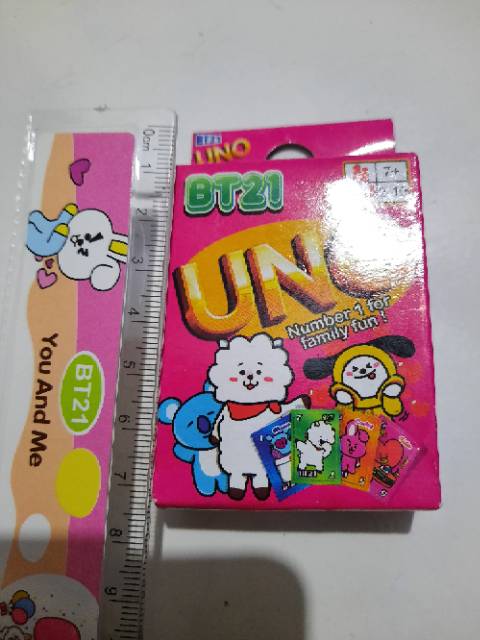 0cm 1
2
3
4
5
6
7
8
9
You And Me
BT21
BT21
UNO
BT21
7+
UNO
Number 1 for
family fun!